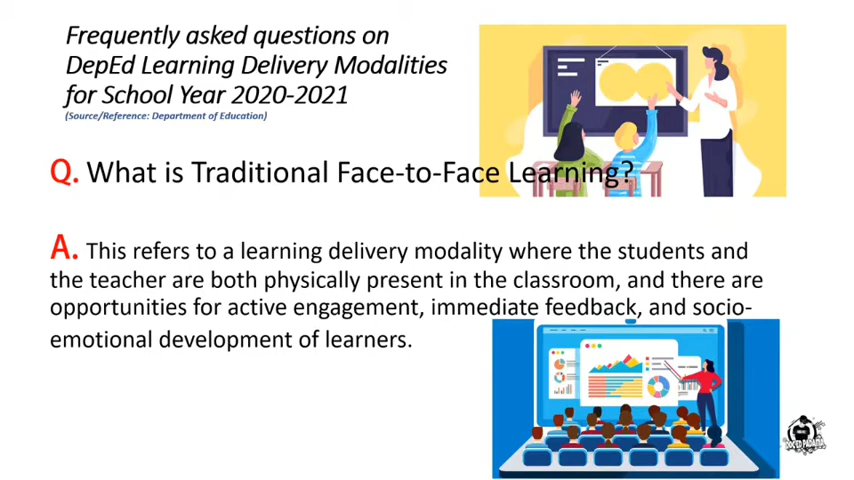 Frequently asked questions on
DepEd Learning Delivery Modalities
for School Year 2020-2021
(Source/Reference: Department of Education)
Q. What is Traditional Face-to-Face Learning?
A. This refers to a learning delivery modality where the students and
the teacher are both physically present in the classroom, and there are
opportunities for active engagement, immediate feedback, and socio-
emotional development of learners.